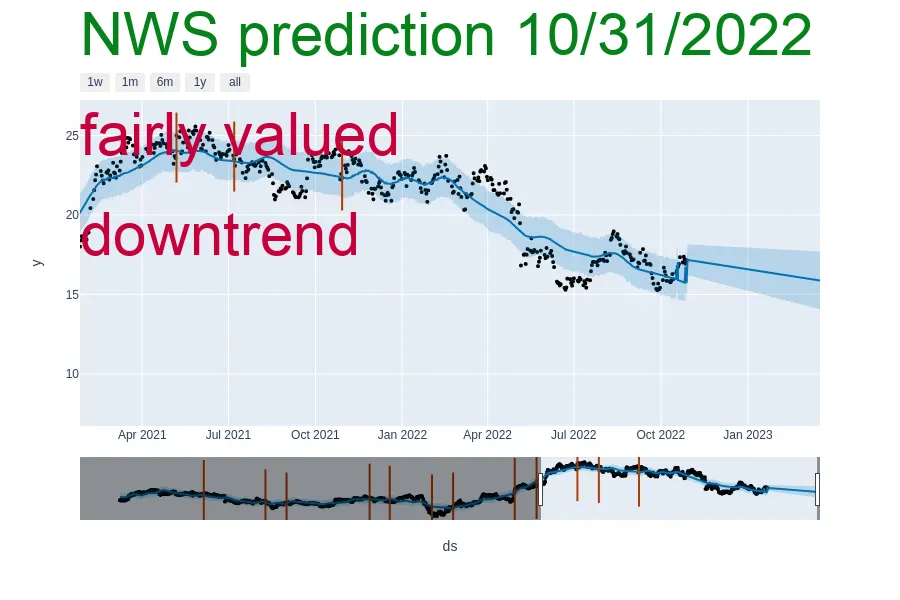 NWS prediction 10/31/2022
1w 1m 6m 1y all
fairly valued
downtrend
25
20
15
10
y
Apr 2021 Jul 2021 Oct 2021 Jan 2022 Apr 2022 Jul 2022 Oct 2022 Jan 2023
ds